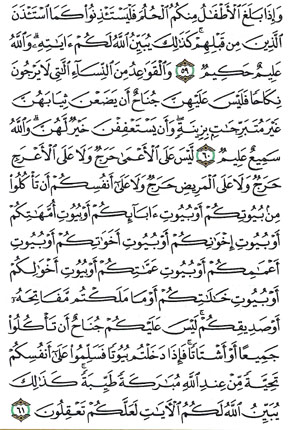 وَإِذَا بَلَغَ ٱلْأَطْفَٰلُ مِنكُمُ ٱلْحُلُمَ فَلْيَسْتَـْٔذِنُوا۟ كَمَا ٱسْتَـْٔذَنَ
ٱلَّذِينَ مِن قَبْلِهِمْ ۚ كَذَٰلِكَ يُبَيِّنُ ٱللَّهُ لَكُمْ ءَايَٰتِهِۦ ۗ وَٱللَّهُ
عَلِيمٌ حَكِيمٌ ٥٩ وَٱلْقَوَٰعِدُ مِنَ ٱلنِّسَآءِ ٱلَّٰتِى لَا يَرْجُونَ
نِكَاحًا فَلَيْسَ عَلَيْهِنَّ جُنَاحٌ أَن يَضَعْنَ ثِيَابَهُنَّ
غَيْرَ مُتَبَرِّجَٰتٍۭ بِزِينَةٍ ۖ وَأَن يَسْتَعْفِفْنَ خَيْرٌ لَّهُنَّ ۗ وَٱللَّهُ
سَمِيعٌ عَلِيمٌ ٦٠ لَّيْسَ عَلَى ٱلْأَعْمَىٰ حَرَجٌ وَلَا عَلَى ٱلْأَعْرَجِ
حَرَجٌ وَلَا عَلَى ٱلْمَرِيضِ حَرَجٌ وَلَا عَلَىٰٓ أَنفُسِكُمْ أَن تَأْكُلُوا۟
مِنۢ بُيُوتِكُمْ أَوْ بُيُوتِ ءَابَآئِكُمْ أَوْ بُيُوتِ أُمَّهَٰتِكُمْ
أَوْ بُيُوتِ إِخْوَٰنِكُمْ أَوْ بُيُوتِ أَخَوَٰتِكُمْ أَوْ بُيُوتِ
أَعْمَٰمِكُمْ أَوْ بُيُوتِ عَمَّٰتِكُمْ أَوْ بُيُوتِ أَخْوَٰلِكُمْ
أَوْ بُيُوتِ خَٰلَٰتِكُمْ أَوْ مَا مَلَكْتُم مَّفَاتِحَهُۥٓ
أَوْ صَدِيقِكُمْ ۚ لَيْسَ عَلَيْكُمْ جُنَاحٌ أَن تَأْكُلُوا۟
جَمِيعًا أَوْ أَشْتَاتًا ۚ فَإِذَا دَخَلْتُم بُيُوتًا فَسَلِّمُوا۟ عَلَىٰٓ أَنفُسِكُمْ
تَحِيَّةً مِّنْ عِندِ ٱللَّهِ مُبَٰرَكَةً طَيِّبَةً ۚ كَذَٰلِكَ
يُبَيِّنُ ٱللَّهُ لَكُمُ ٱلْـَٔايَٰتِ لَعَلَّكُمْ تَعْقِلُونَ ٦١